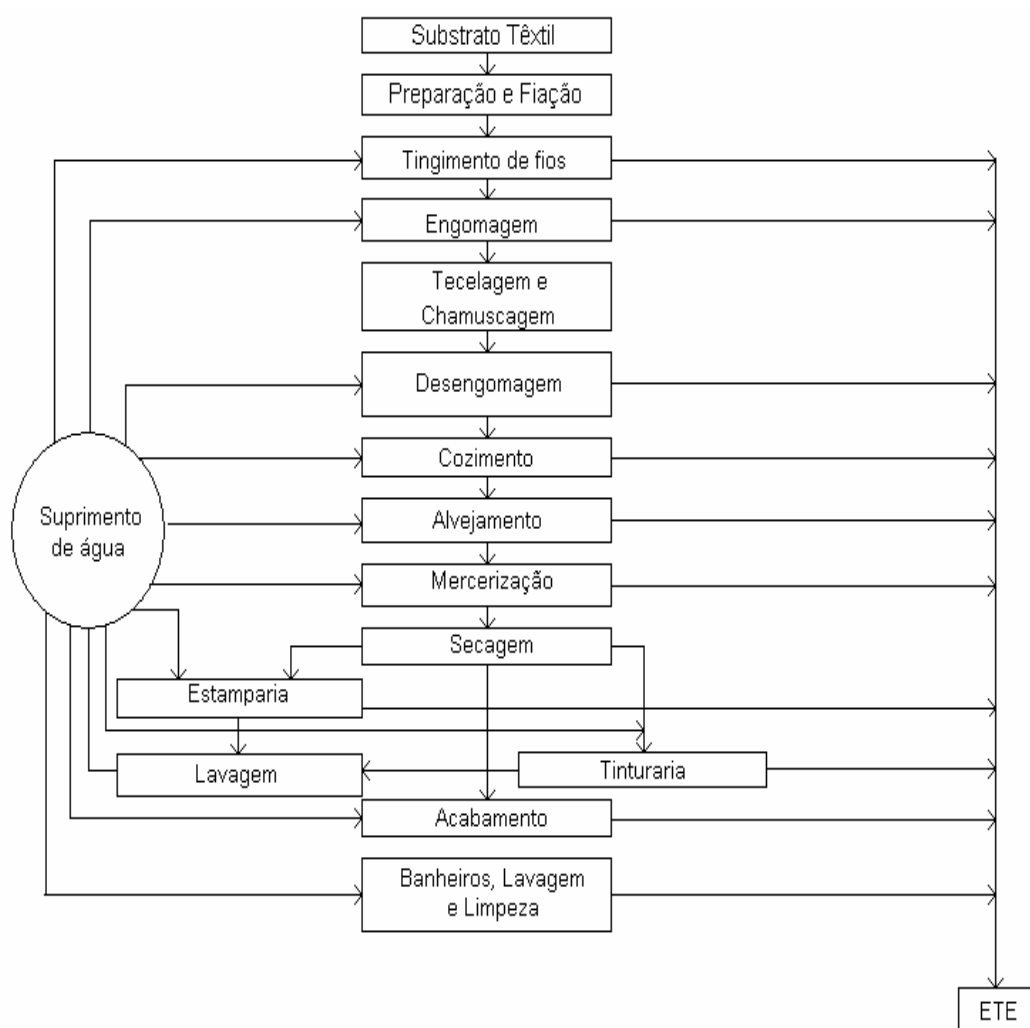 Substrato Têxtil
Preparação e Fiação
Tingimento de fios
Engomagem
Tecelagem e
Chamuscagem
Desengomagem
Cozimento
Suprimento
de água
Alvejamento
Mercerização
Secagem
Estamparia
Lavagem
Tinturaria
Acabamento
Banheiros, Lavagem
e Limpeza
ETE